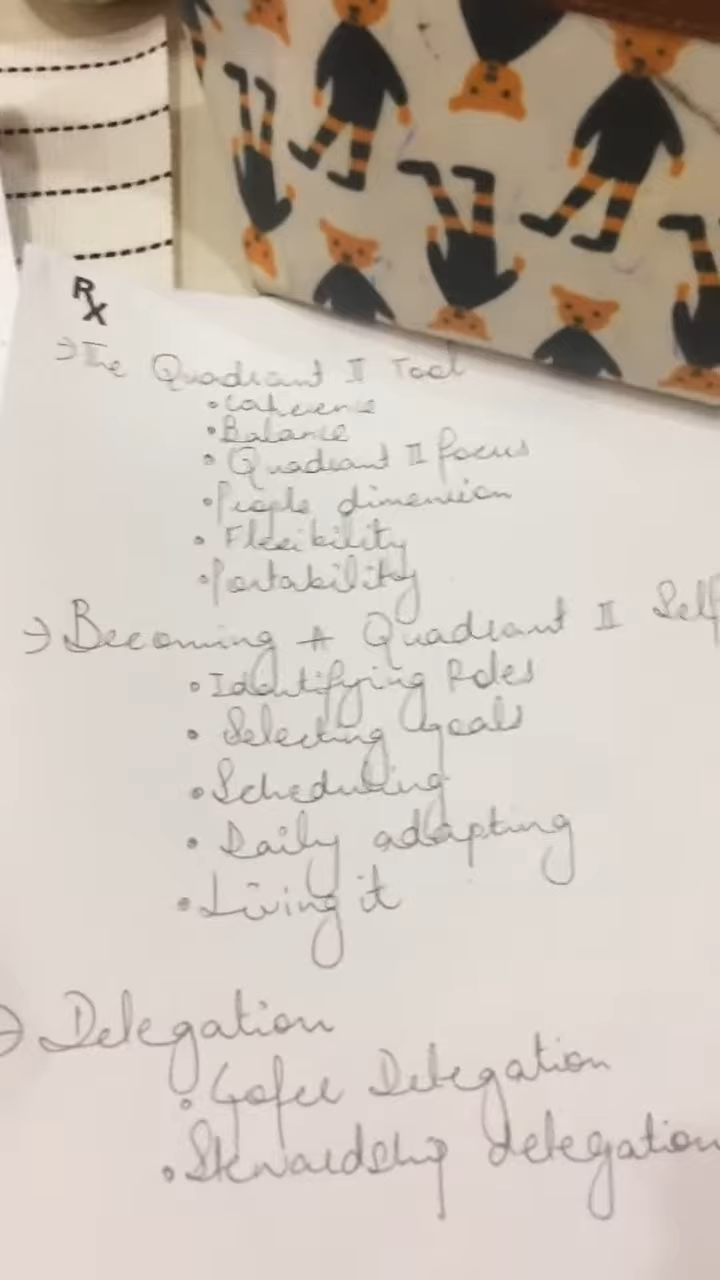 Rx
→ The Quadrant II Tool
• Coherence
• Balance
• Quadrant II focus
• People dimension
• Flexibility
• Portability
→ Becoming A Quadrant II Self
• Identifying Roles
• Selecting goals
• Scheduling
• Daily adapting
• Living it
→ Delegation
• Gofer Delegation
• Stewardship delegation